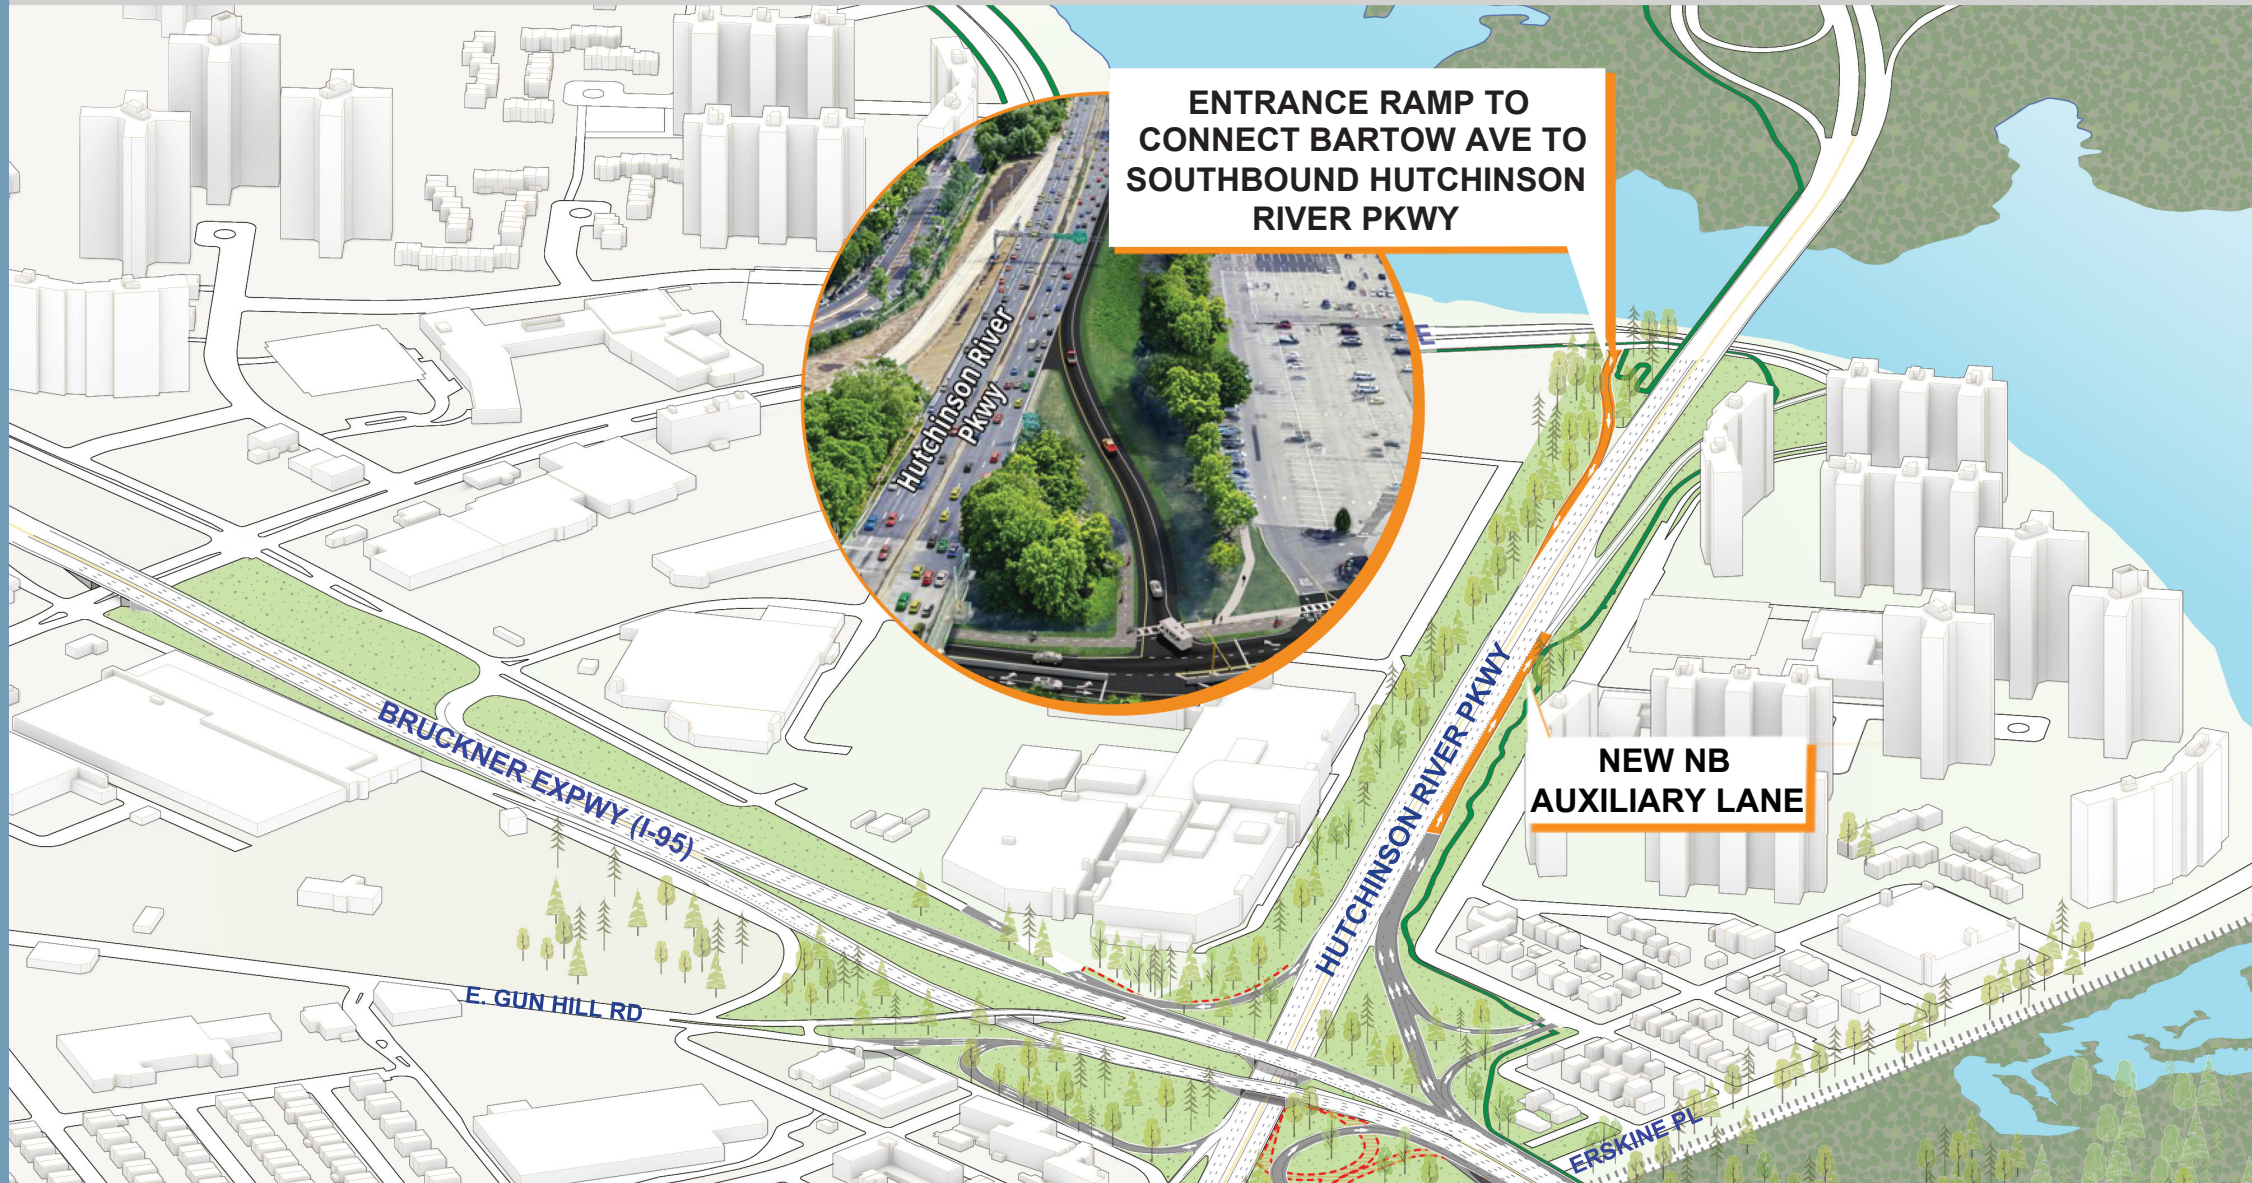 ENTRANCE RAMP TO
CONNECT BARTOW AVE TO
SOUTHBOUND HUTCHINSON
RIVER PKWY
Hutchinson River
Pkwy
HUTCHINSON RIVER PKWY
NEW NB
AUXILIARY LANE
BRUCKNER EXPWY (I-95)
E. GUN HILL RD
ERSKINE PL